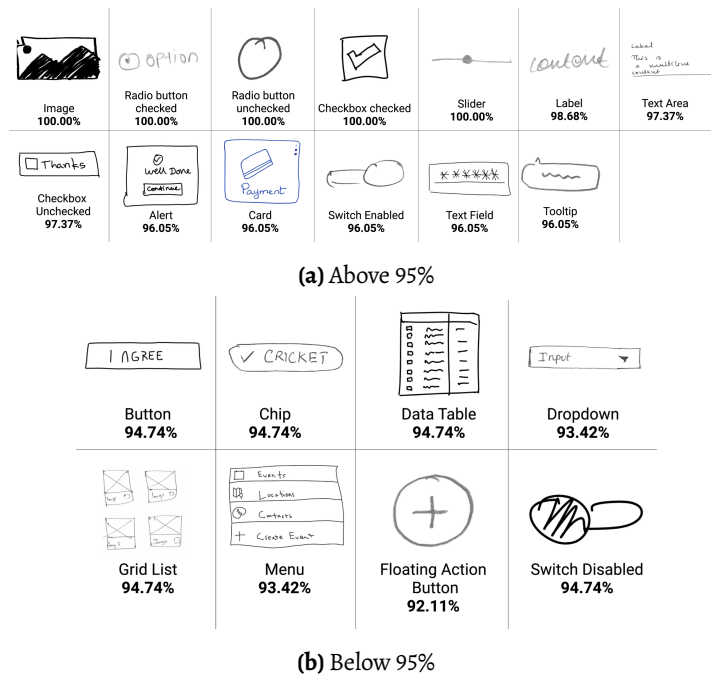 OPTION
content
Label
This is
a multiline
content
Image
100.00%
Radio button
checked
100.00%
Radio button
unchecked
100.00%
Checkbox checked
100.00%
Slider
100.00%
Label
98.68%
Text Area
97.37%
Thanks
Well Done
Continue
Payment
******
Checkbox
Unchecked
97.37%
Alert
96.05%
Card
96.05%
Switch Enabled
96.05%
Text Field
96.05%
Tooltip
96.05%
(a) Above 95%
I AGREE
CRICKET
Input
Button
94.74%
Chip
94.74%
Data Table
94.74%
Dropdown
93.42%
Events
Locations
Contacts
Create Event
Grid List
94.74%
Menu
93.42%
Floating Action
Button
92.11%
Switch Disabled
94.74%
(b) Below 95%